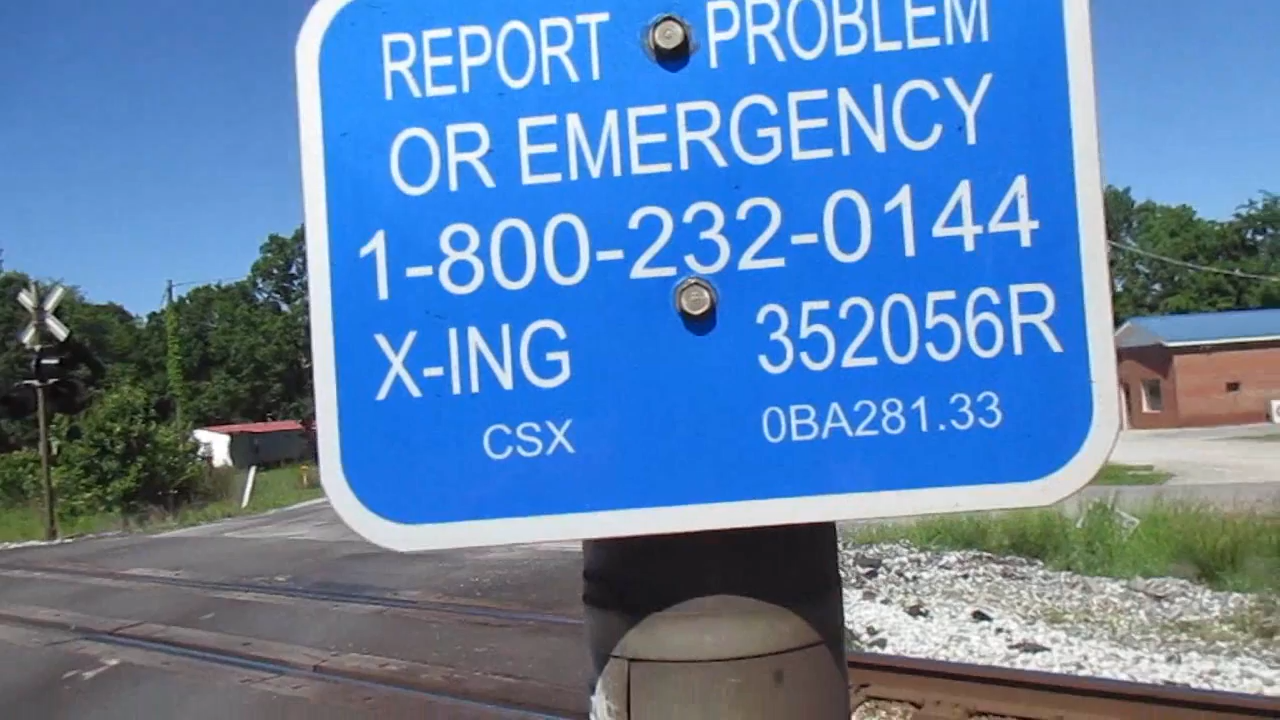 REPORT PROBLEM
OR EMERGENCY
1-800-232-0144
X-ING 352056R
CSX 0BA281.33